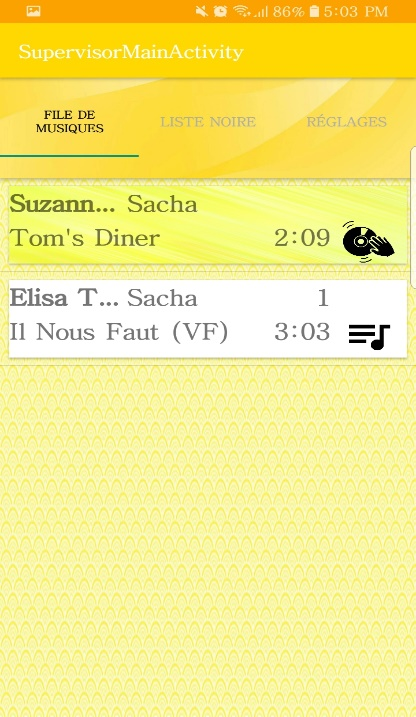 86% 5:03 PM
SupervisorMainActivity
FILE DE
MUSIQUES
LISTE NOIRE
RÉGLAGES
Suzann... Sacha
Tom's Diner 2:09
Elisa T... Sacha 1
Il Nous Faut (VF) 3:03